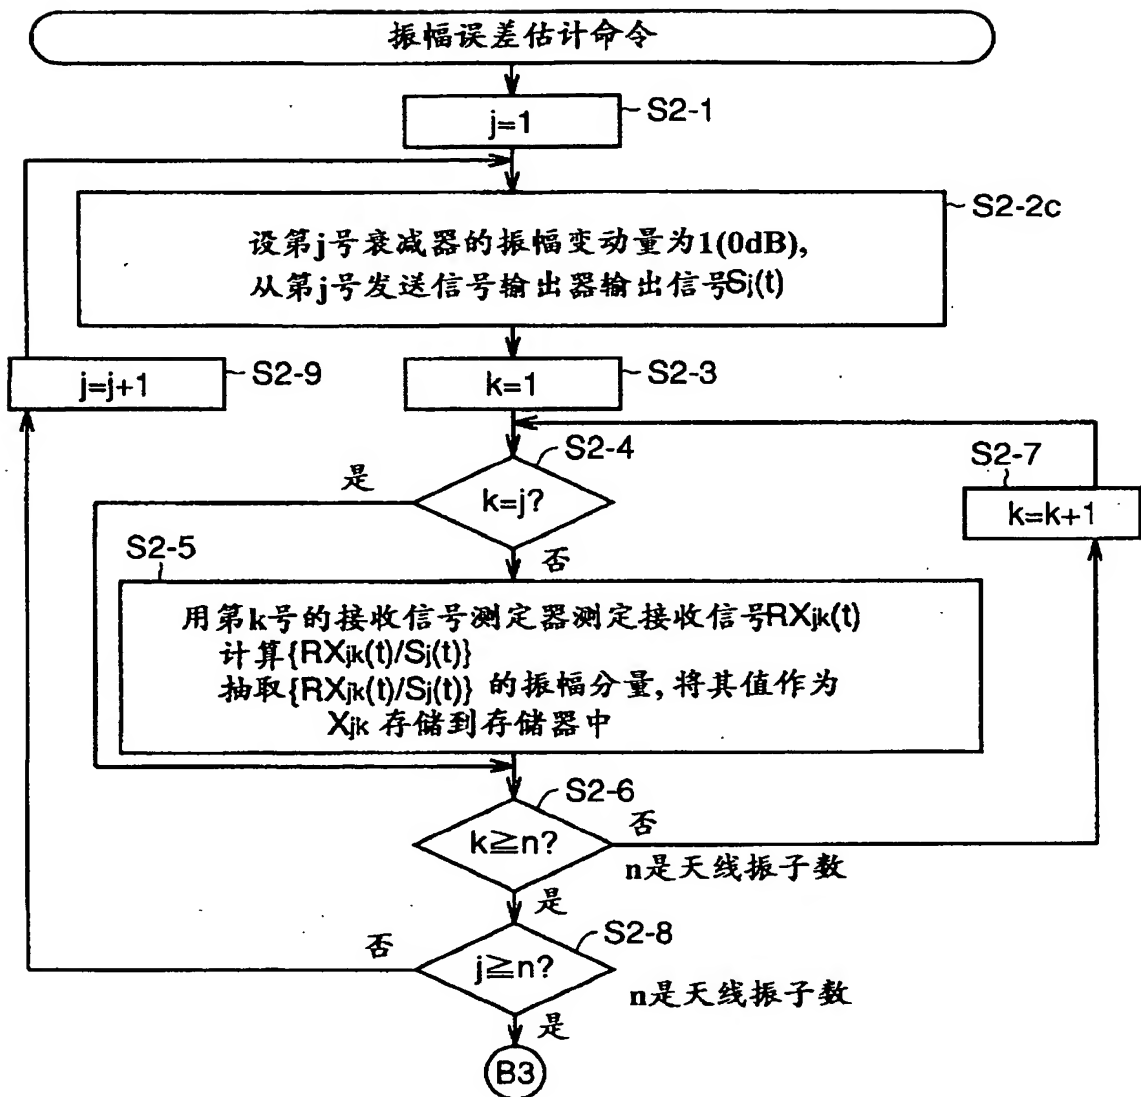 振幅误差估计命令
j=1
S2-1
S2-2c
设第j号衰减器的振幅变动量为1(0dB),
从第j号发送信号输出器输出信号Sj(t)
j=j+1
S2-9
k=1
S2-3
S2-4
是
k=j?
否
S2-7
k=k+1
S2-5
用第k号的接收信号测定器测定接收信号RXjk(t)
计算{RXjk(t)/Sj(t)}
抽取{RXjk(t)/Sj(t)} 的振幅分量,将其值作为
Xjk 存储到存储器中
S2-6
k≧n?
否
n是天线振子数
是
S2-8
否
j≧n?
n是天线振子数
是
B3